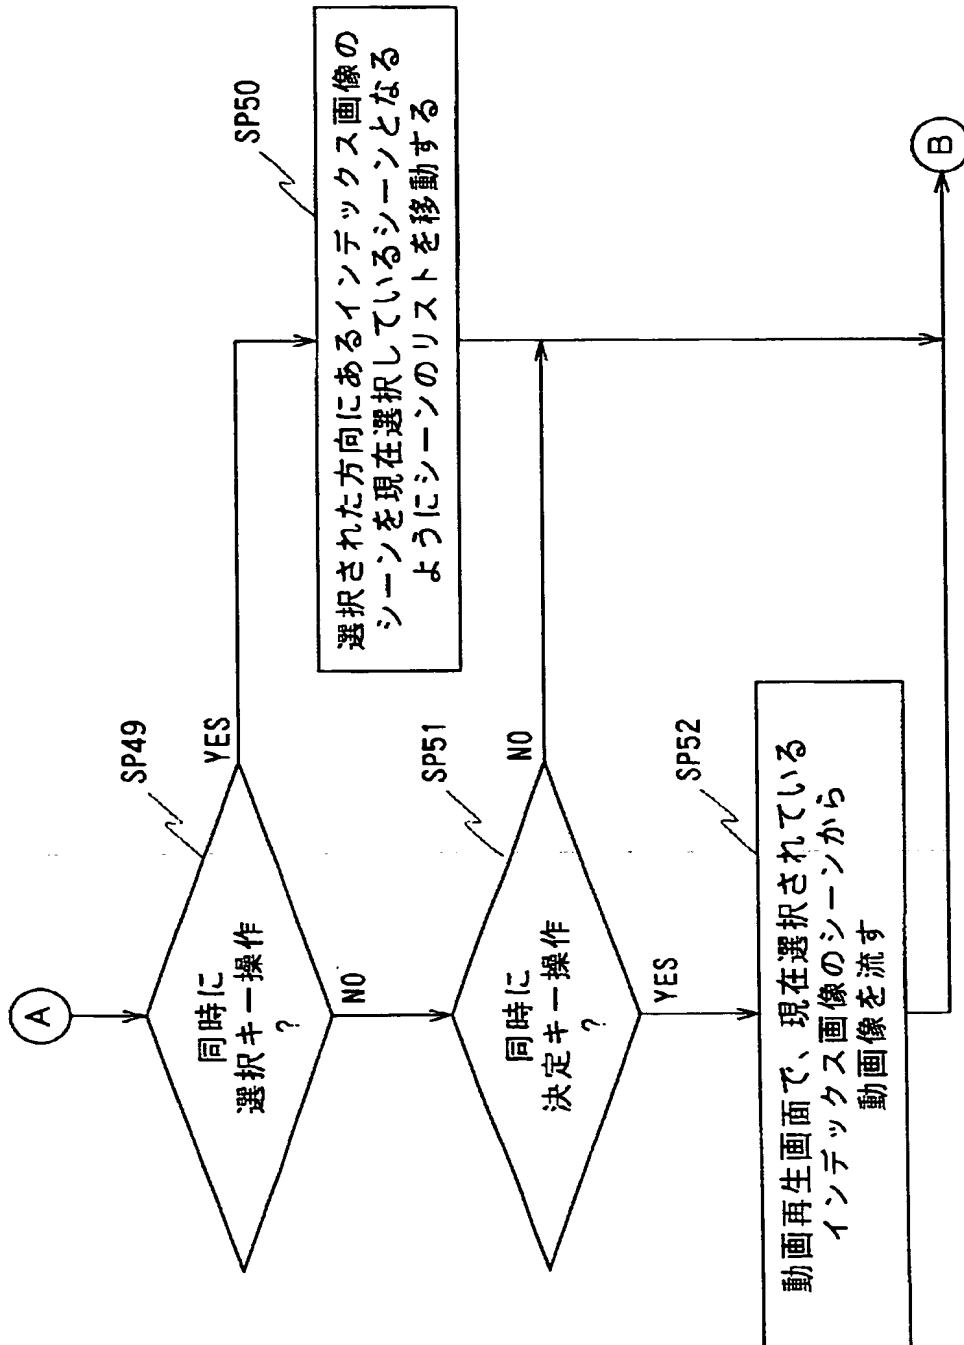 A
SP49
同時に
選択キー操作
?
YES
NO
SP50
選択された方向にあるインデックス画像の
シーンを現在選択しているシーンとなる
ようにシーンのリストを移動する
SP51
同時に
決定キー操作
?
NO
YES
SP52
動画再生画面で、現在選択されている
インデックス画像のシーンから
動画像を流す
B